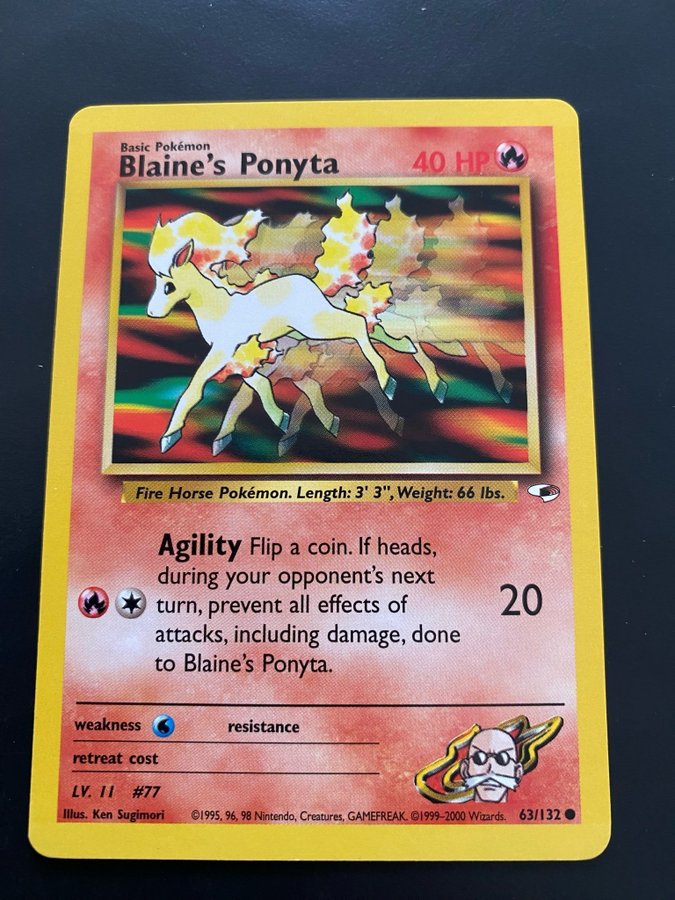 Basic Pokémon
Blaine's Ponyta 40 HP
Fire Horse Pokémon. Length: 3' 3", Weight: 66 lbs.
Agility Flip a coin. If heads,
during your opponent's next
turn, prevent all effects of
attacks, including damage, done
to Blaine's Ponyta.
20
weakness resistance
retreat cost
LV. 11 #77
Illus. Ken Sugimori ©1995, 96, 98 Nintendo, Creatures, GAMEFREAK. ©1999-2000 Wizards. 63/132